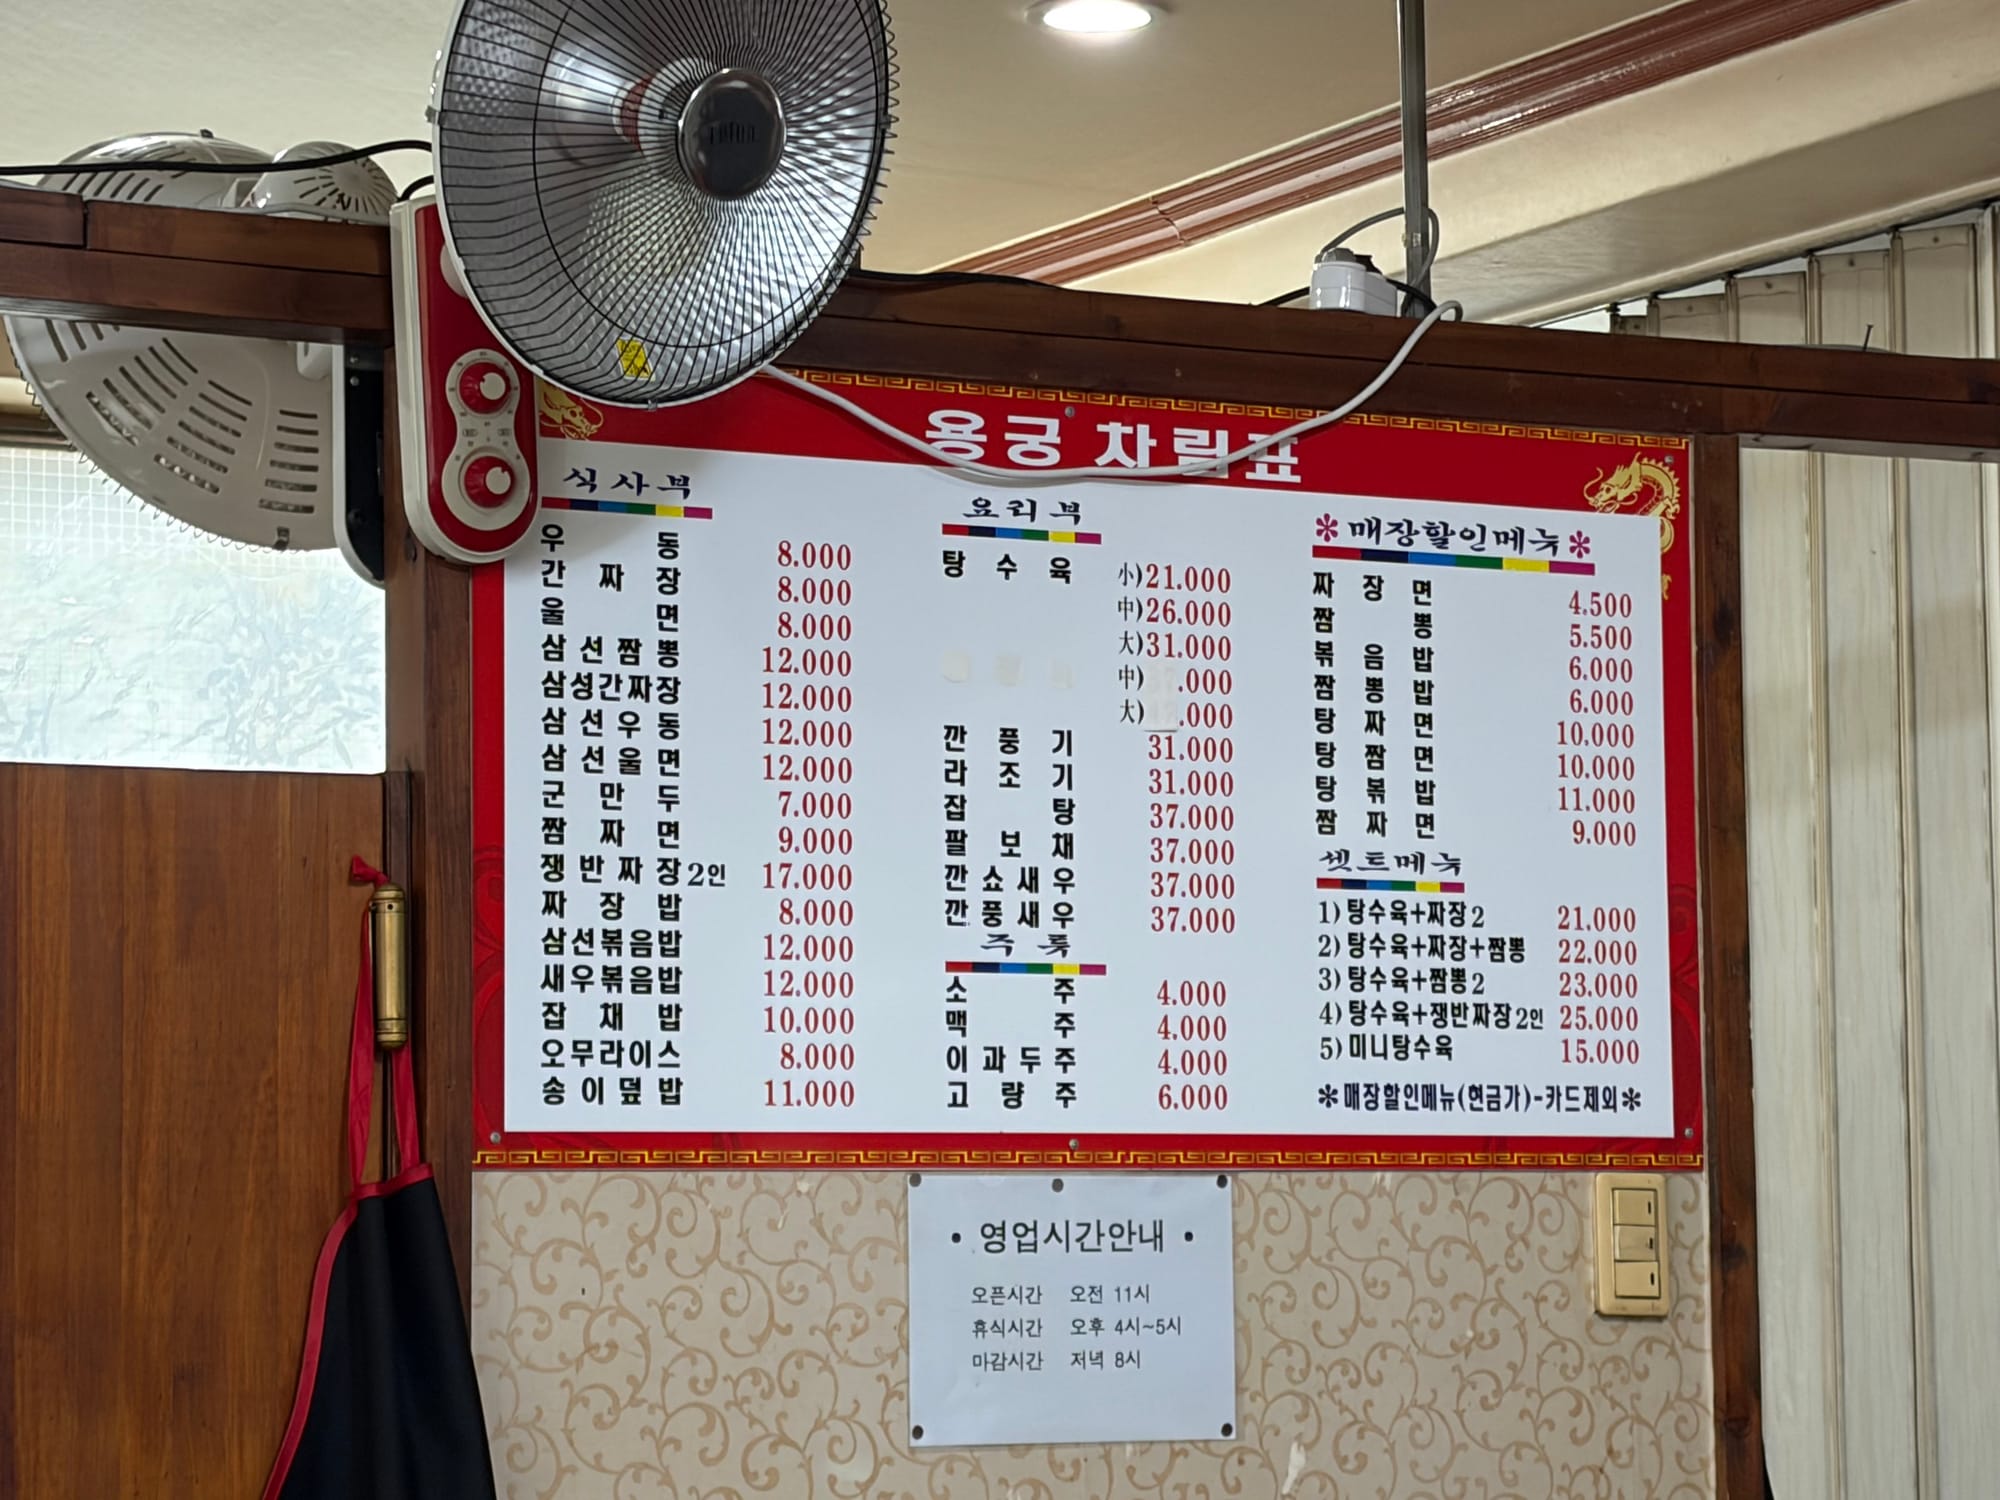 용궁 차림표
식사부
우동 8.000
간짜장 8.000
울면 8.000
삼선짬뽕 12.000
삼성간짜장 12.000
삼선우동 12.000
삼선울면 12.000
군만두 7.000
짬짜면 9.000
쟁반짜장2인 17.000
짜장밥 8.000
삼선볶음밥 12.000
새우볶음밥 12.000
잡채밥 10.000
오무라이스 8.000
송이덮밥 11.000
요리부
탕수육 小)21.000
中)26.000
大)31.000
中) .000
大) .000
깐풍기 31.000
라조기 31.000
잡탕 37.000
팔보채 37.000
깐쇼새우 37.000
깐풍새우 37.000
주류
소주 4.000
맥주 4.000
이과두주 4.000
고량주 6.000
✻매장할인메뉴✻
짜장면 4.500
짬뽕 5.500
볶음밥 6.000
짬뽕밥 6.000
탕짜면 10.000
탕짬면 10.000
탕볶밥 11.000
짬짜면 9.000
셋트메뉴
1) 탕수육+짜장2 21.000
2) 탕수육+짜장+짬뽕 22.000
3) 탕수육+짬뽕2 23.000
4) 탕수육+쟁반짜장2인 25.000
5) 미니탕수육 15.000
✻매장할인메뉴(현금가)-카드제외✻
• 영업시간안내 •
오픈시간 오전 11시
휴식시간 오후 4시~5시
마감시간 저녁 8시